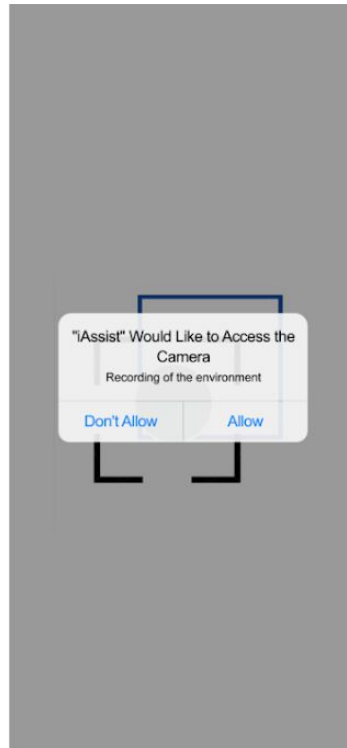 "iAssist" Would Like to Access the
Camera
Recording of the environment
Don't Allow
Allow